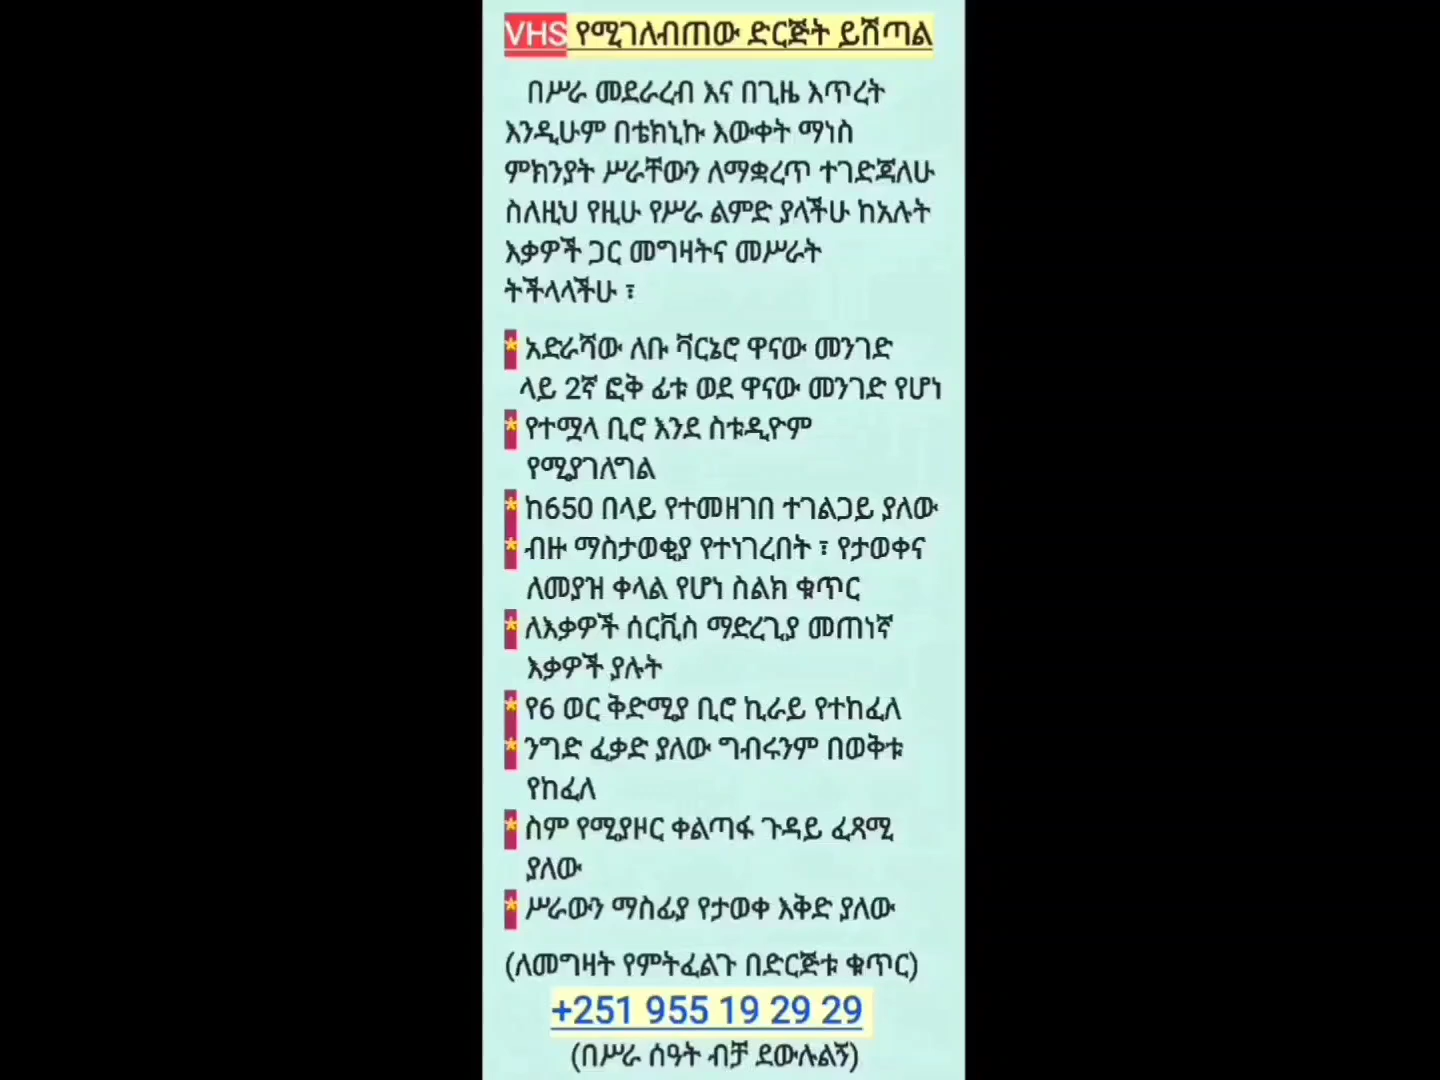 VHS የሚገለብጠው ድርጅት ይሸጣል
በሥራ መደራረብ እና በጊዜ እጥረት
እንዲሁም በቴክኒኩ እውቀት ማነስ
ምክንያት ሥራቸውን ለማቋረጥ ተገድጃለሁ
ስለዚህ የዚሁ የሥራ ልምድ ያላችሁ ከአሉት
እቃዎች ጋር መግዛትና መሥራት
ትችላላችሁ ፣
* አድራሻው ለቡ ቫርኔሮ ዋናው መንገድ
ላይ 2ኛ ፎቅ ፊቱ ወደ ዋናው መንገድ የሆነ
* የተሟላ ቢሮ እንደ ስቱዲዮም
የሚያገለግል
* ከ650 በላይ የተመዘገበ ተገልጋይ ያለው
* ብዙ ማስታወቂያ የተነገረበት ፣ የታወቀና
ለመያዝ ቀላል የሆነ ስልክ ቁጥር
* ለእቃዎች ሰርቪስ ማድረጊያ መጠነኛ
እቃዎች ያሉት
* የ6 ወር ቅድሚያ ቢሮ ኪራይ የተከፈለ
* ንግድ ፈቃድ ያለው ግብሩንም በወቅቱ
የከፈለ
* ስም የሚያዞር ቀልጣፋ ጉዳይ ፈጻሚ
ያለው
* ሥራውን ማስፊያ የታወቀ እቅድ ያለው
(ለመግዛት የምትፈልጉ በድርጅቱ ቁጥር)
+251 955 19 29 29
(በሥራ ሰዓት ብቻ ደውሉልኝ)